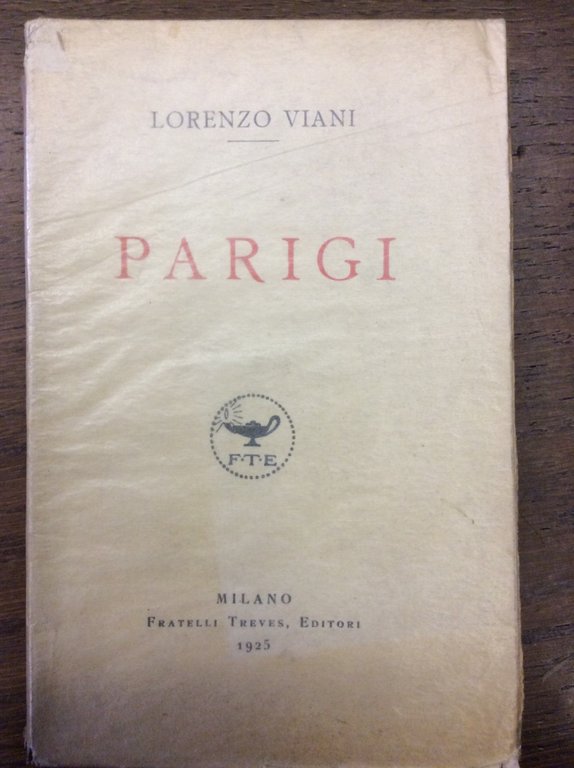 LORENZO VIANI
PARIGI
F·T·E
MILANO
FRATELLI TREVES, EDITORI
1925